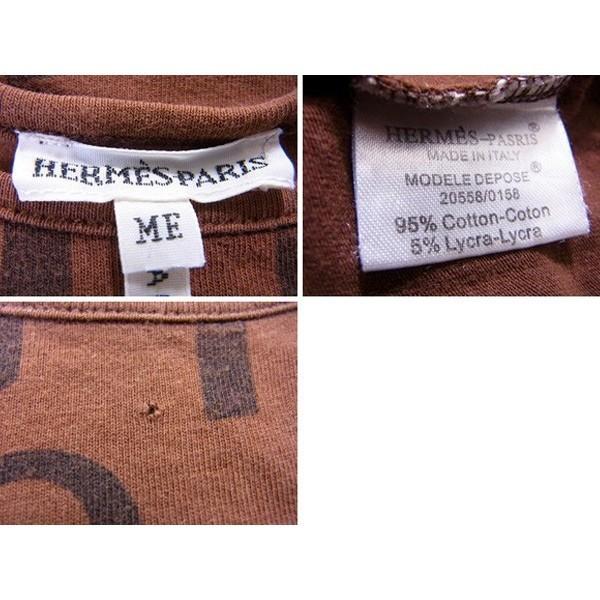 HERMÈS-PARIS
ME
HERMÈS-PASRIS®
MADE IN ITALY
MODELE DEPOSE®
20558/0158
95% Cotton-Coton
5% Lycra-Lycra